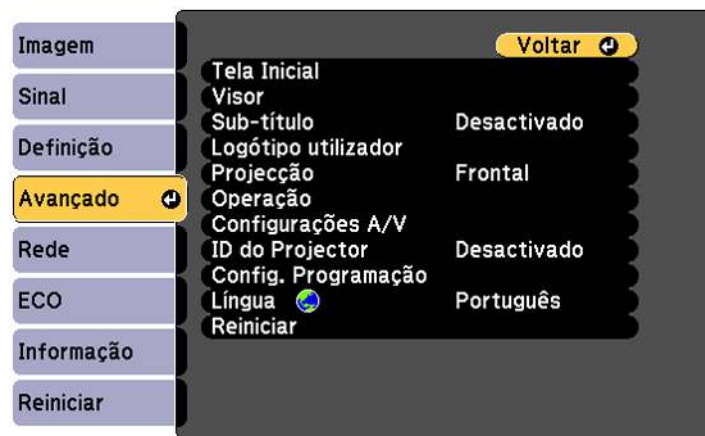 Imagem
Sinal
Definição
Avançado
Rede
ECO
Informação
Reiniciar
Voltar
Tela Inicial
Visor
Sub-título Desactivado
Logótipo utilizador
Projecção Frontal
Operação
Configurações A/V
ID do Projector Desactivado
Config. Programação
Língua Português
Reiniciar